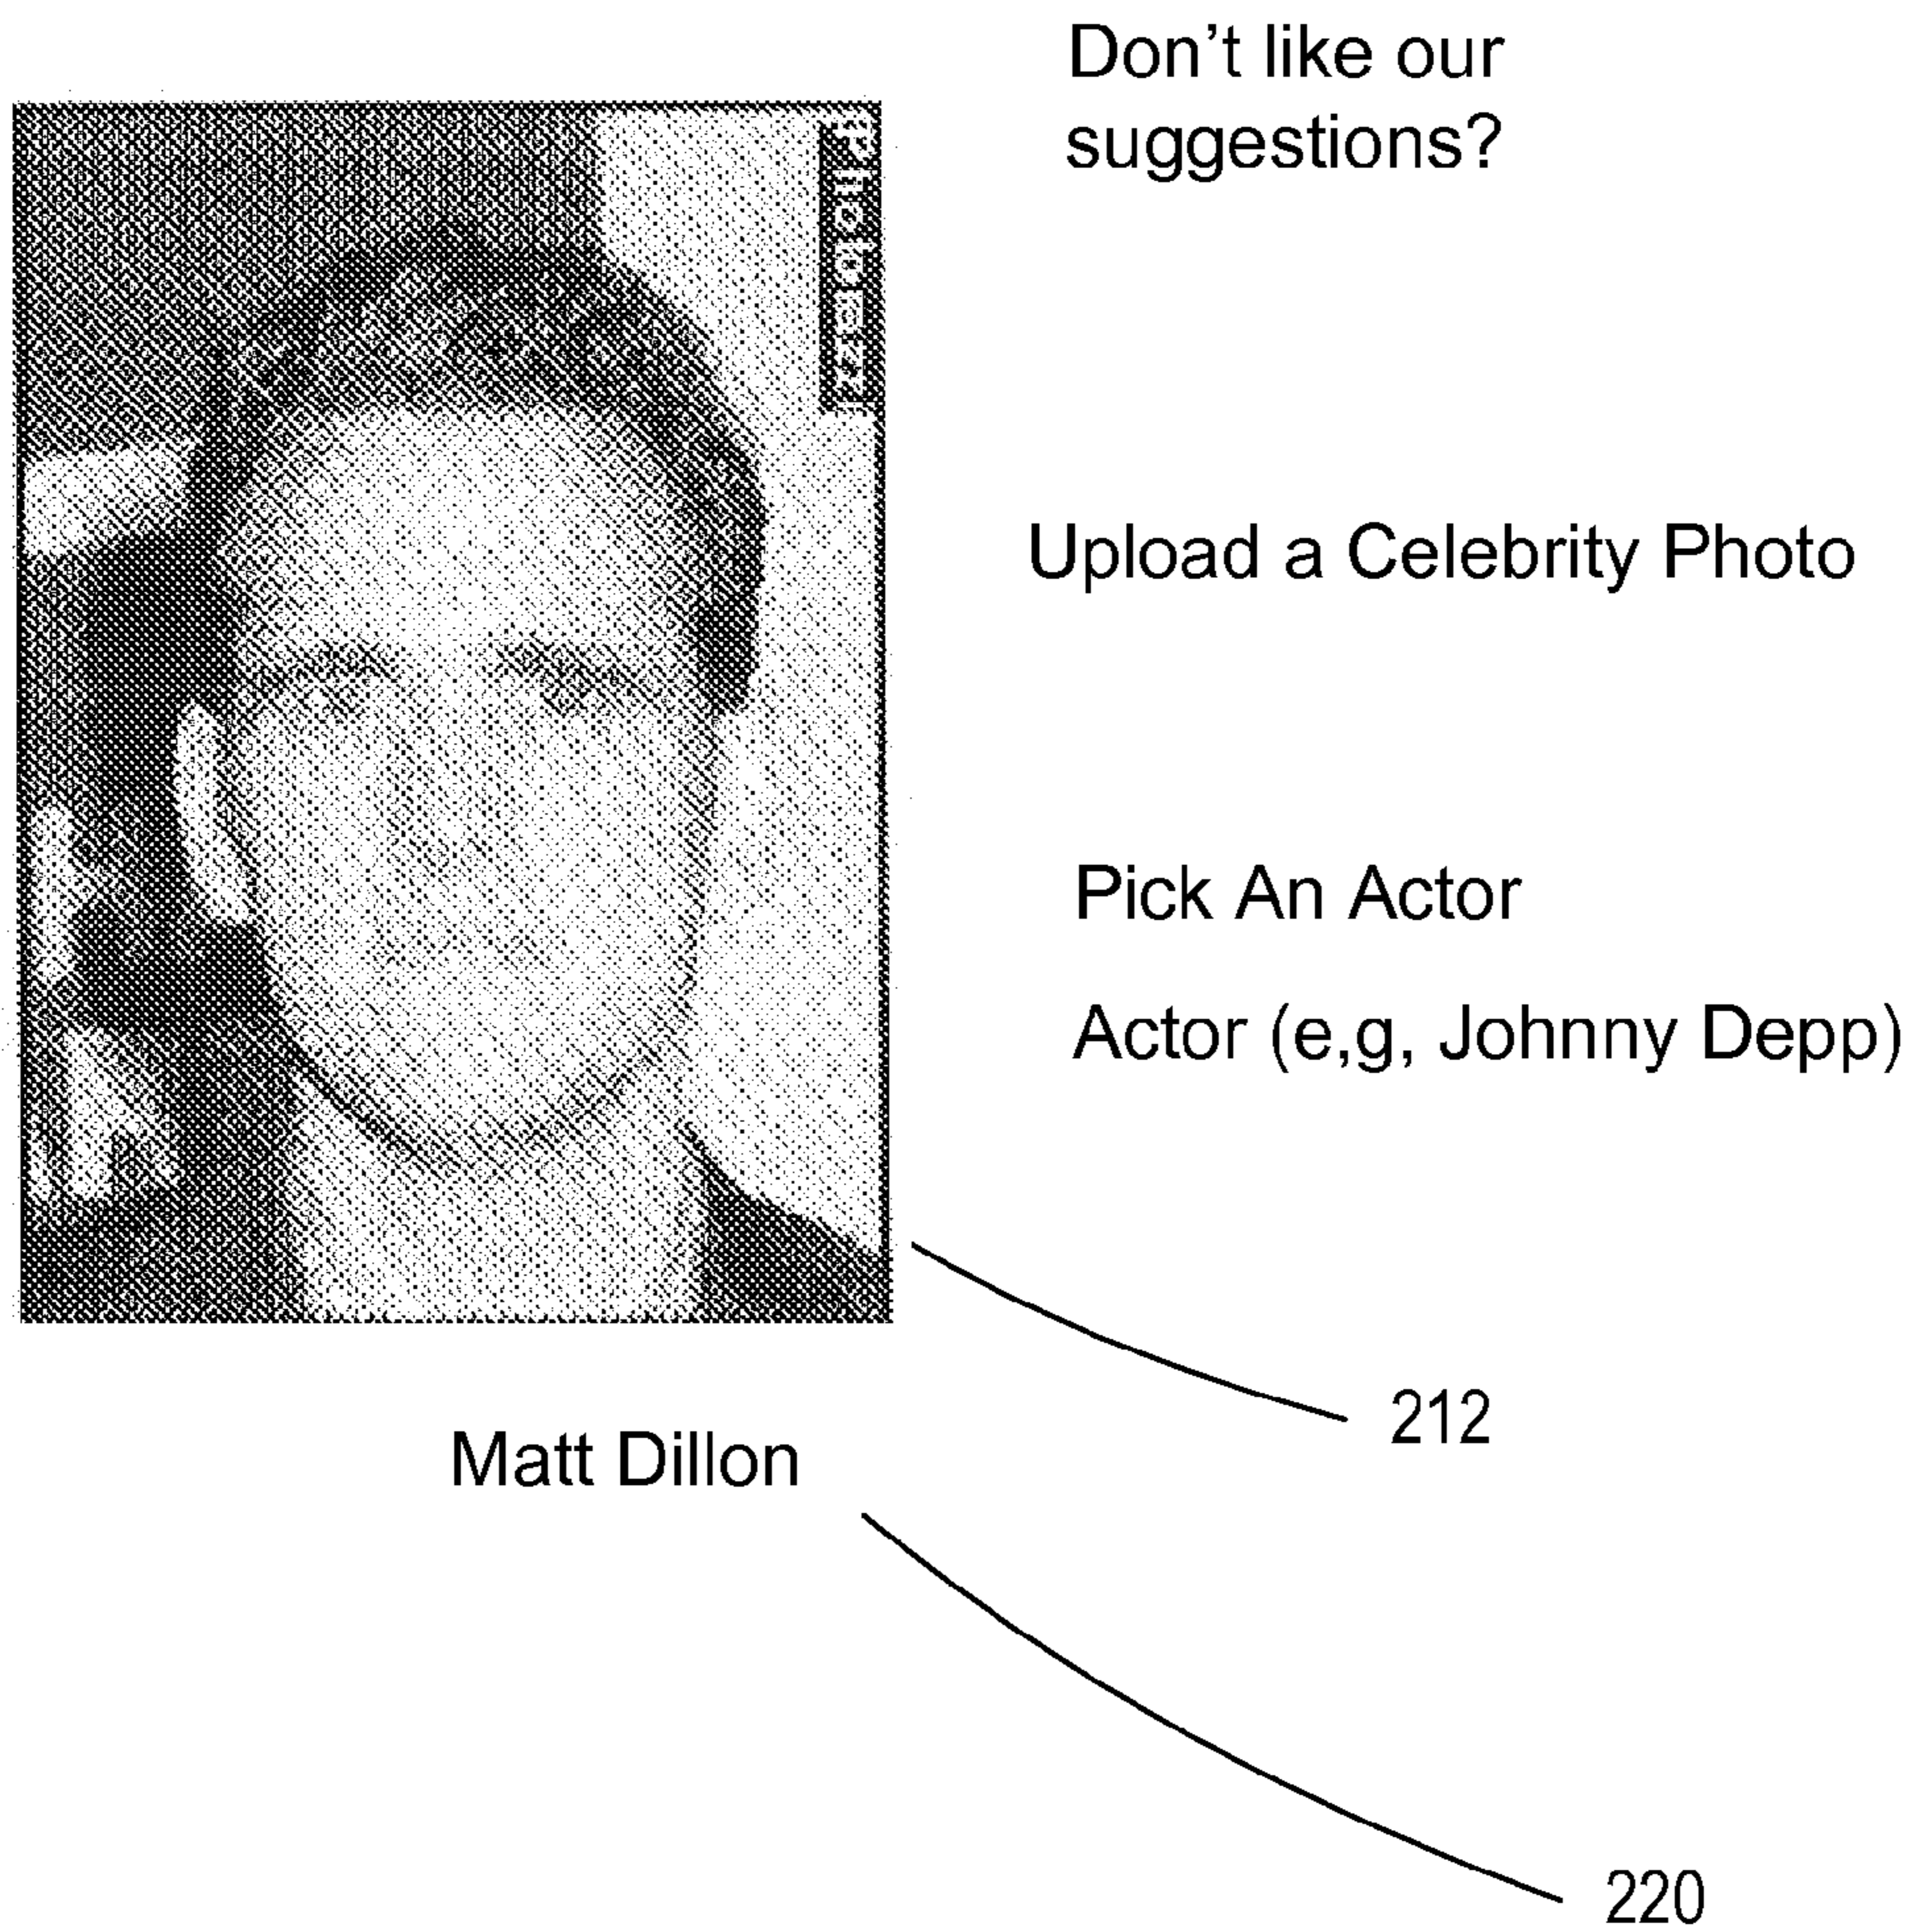 Don't like our
suggestions?
Upload a Celebrity Photo
Pick An Actor
Actor (e,g, Johnny Depp)
212
Matt Dillon
220